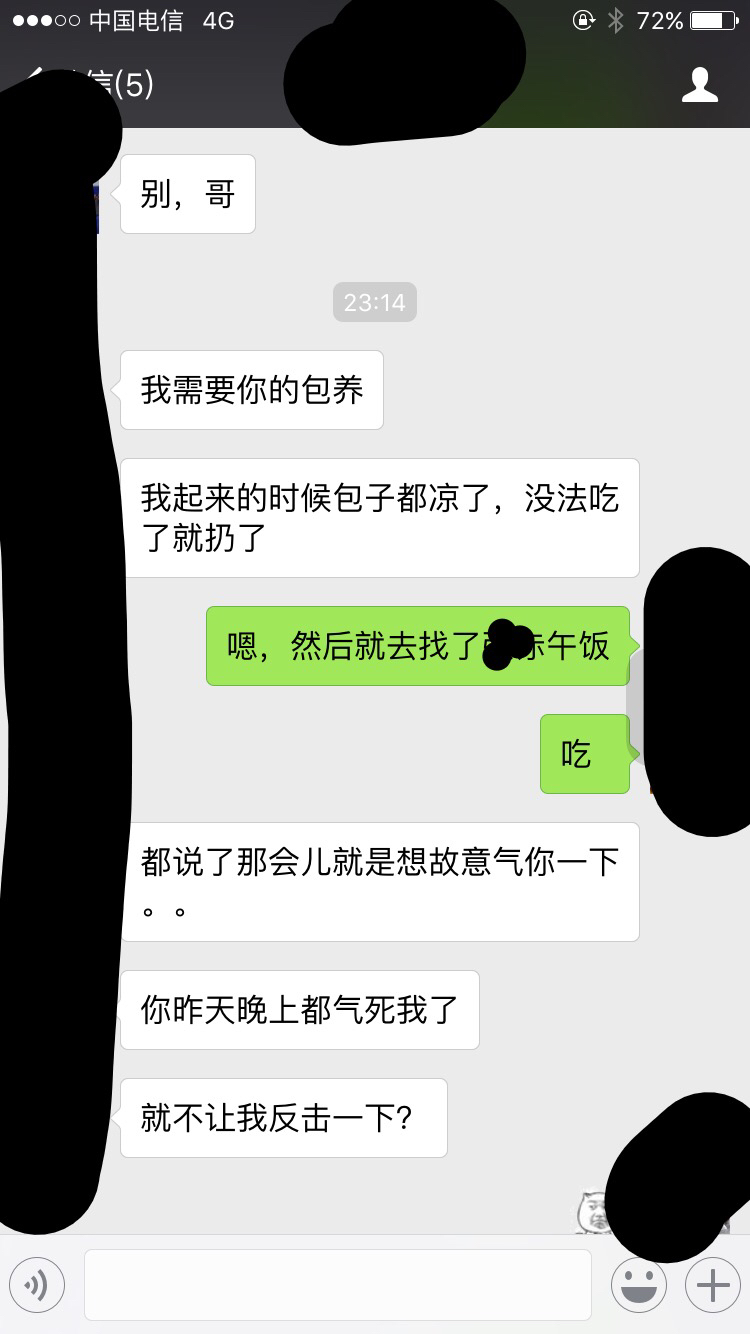 中国电信 4G 72%
信(5)
别，哥
23:14
我需要你的包养
我起来的时候包子都凉了，没法吃
了就扔了
嗯，然后就去找了 午饭
吃
都说了那会儿就是想故意气你一下
。。
你昨天晚上都气死我了
就不让我反击一下？